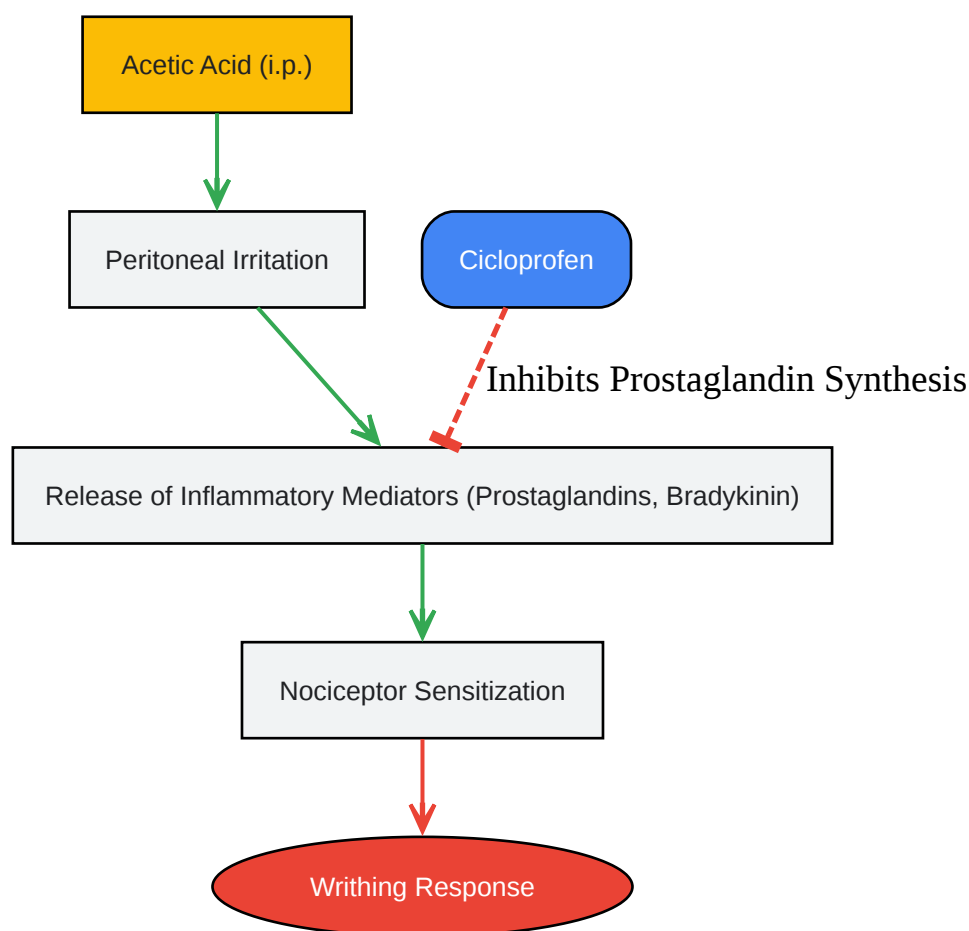 Acetic Acid (i.p.)
Peritoneal Irritation
Cicloprofen
Inhibits Prostaglandin Synthesis
Release of Inflammatory Mediators (Prostaglandins, Bradykinin)
Nociceptor Sensitization
Writhing Response